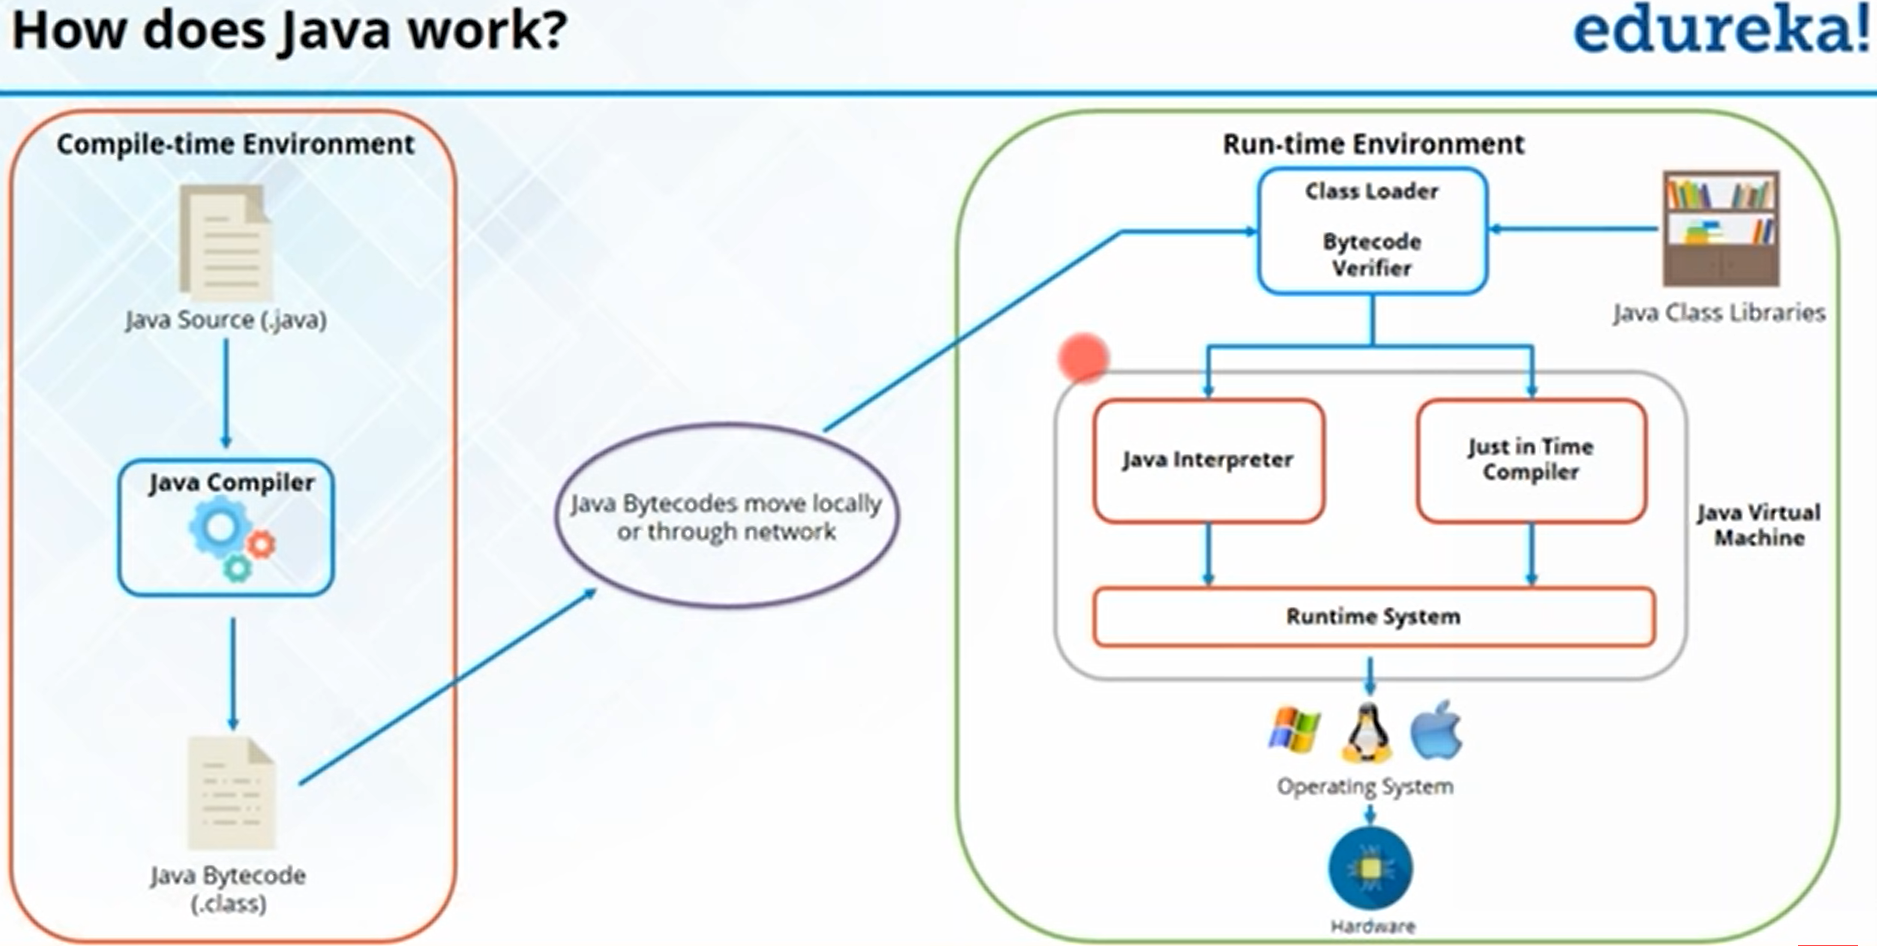 How does Java work?
edureka!
Compile-time Environment
Java Source (.java)
Java Compiler
Java Bytecode
(.class)
Java Bytecodes move locally
or through network
Run-time Environment
Class Loader
Bytecode
Verifier
Java Class Libraries
Java Interpreter
Just in Time
Compiler
Java Virtual
Machine
Runtime System
Operating System
Hardware